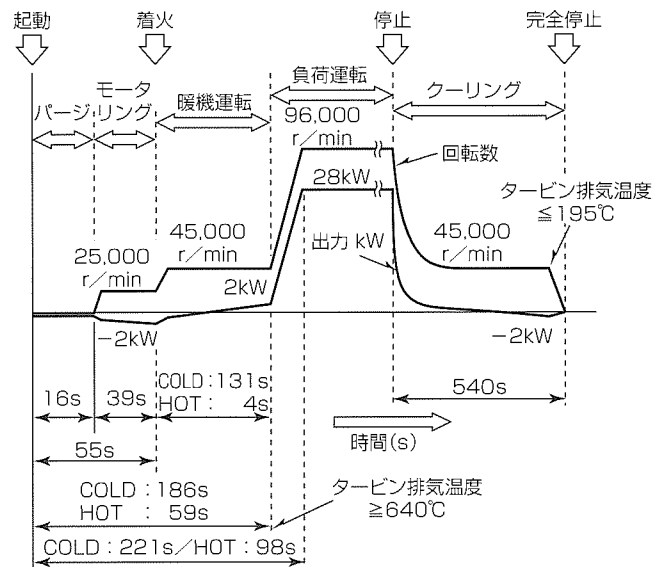 起動
着火
停止
完全停止
パージ
モータ
リング
暖機運転
負荷運転
クーリング
96,000
r/min
回転数
28kW
タービン排気温度
≦195℃
45,000
r/min
25,000
r/min
出力 kW
45,000
r/min
2kW
−2kW
−2kW
16s
39s
COLD:131s
HOT: 4s
540s
時間(s)
55s
COLD:186s
HOT: 59s
タービン排気温度
≧640℃
COLD:221s/HOT:98s